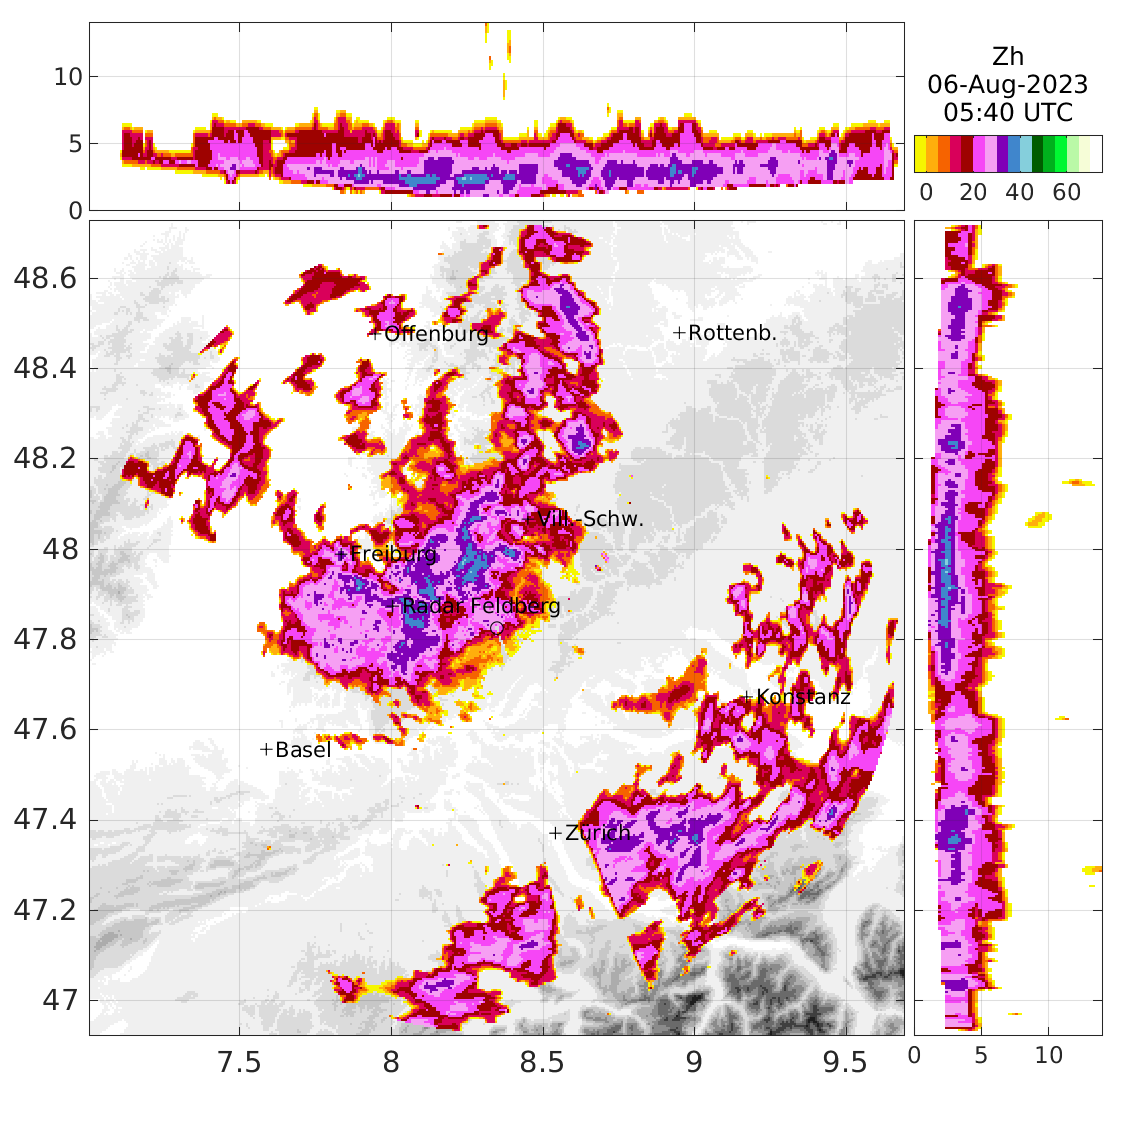 10
5
0
Zh
06-Aug-2023
05:40 UTC
0 20 40 60
48.6
48.4
48.2
48
47.8
47.6
47.4
47.2
47
+Offenburg
+Rottenb.
+Vill.-Schw.
+Freiburg
+Radar Feldberg
+Konstanz
+Basel
+Zurich
7.5 8 8.5 9 9.5
0 5 10